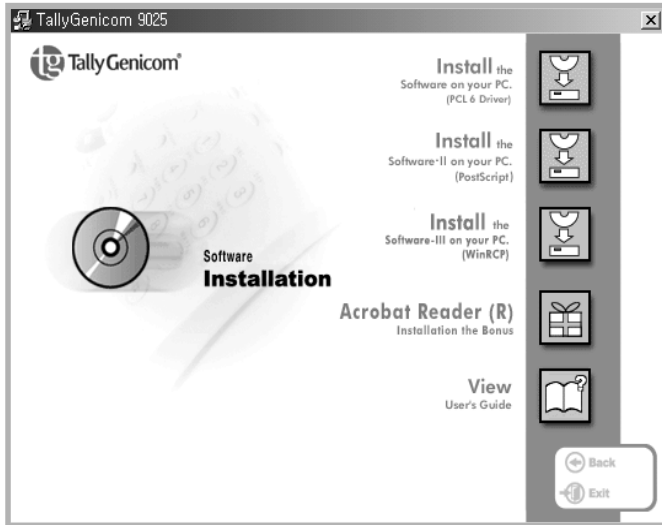 TallyGenicom 9025
tg TallyGenicom®
Install the
Software on your PC.
(PCL 6 Driver)
Install the
Software-II on your PC.
(PostScript)
Install the
Software-III on your PC.
(WinRCP)
Software
Installation
Acrobat Reader (R)
Installation the Bonus
View
User's Guide
Back
Exit